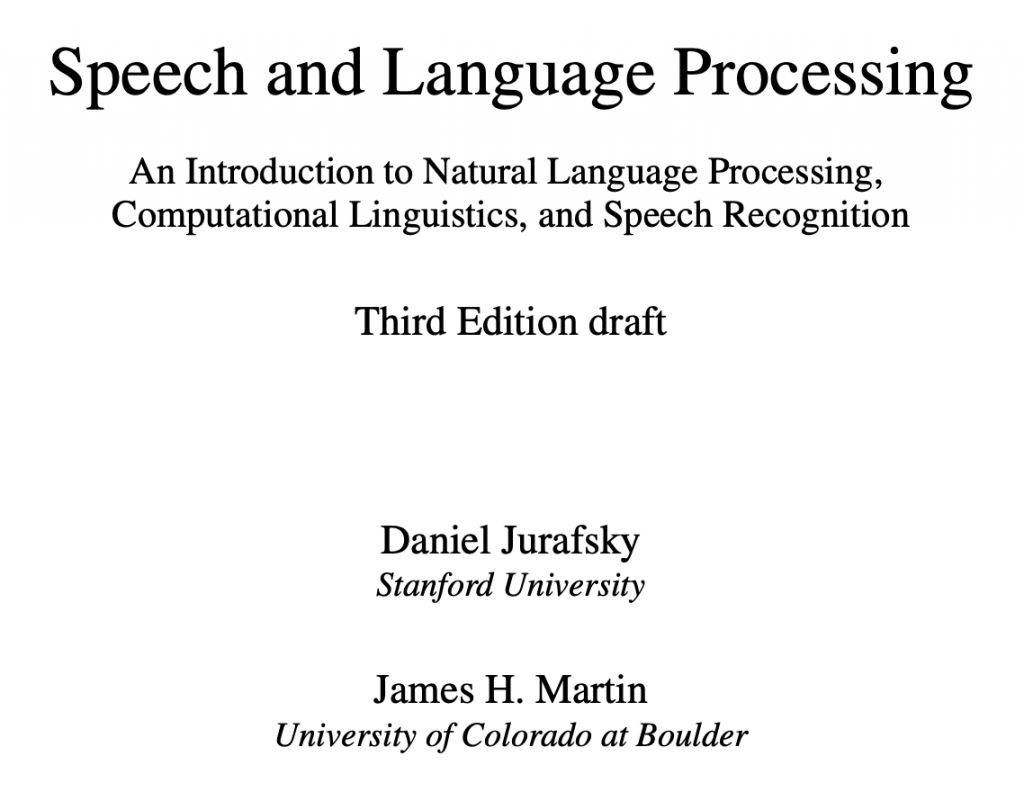 Speech and Language Processing
An Introduction to Natural Language Processing,
Computational Linguistics, and Speech Recognition
Third Edition draft
Daniel Jurafsky
Stanford University
James H. Martin
University of Colorado at Boulder